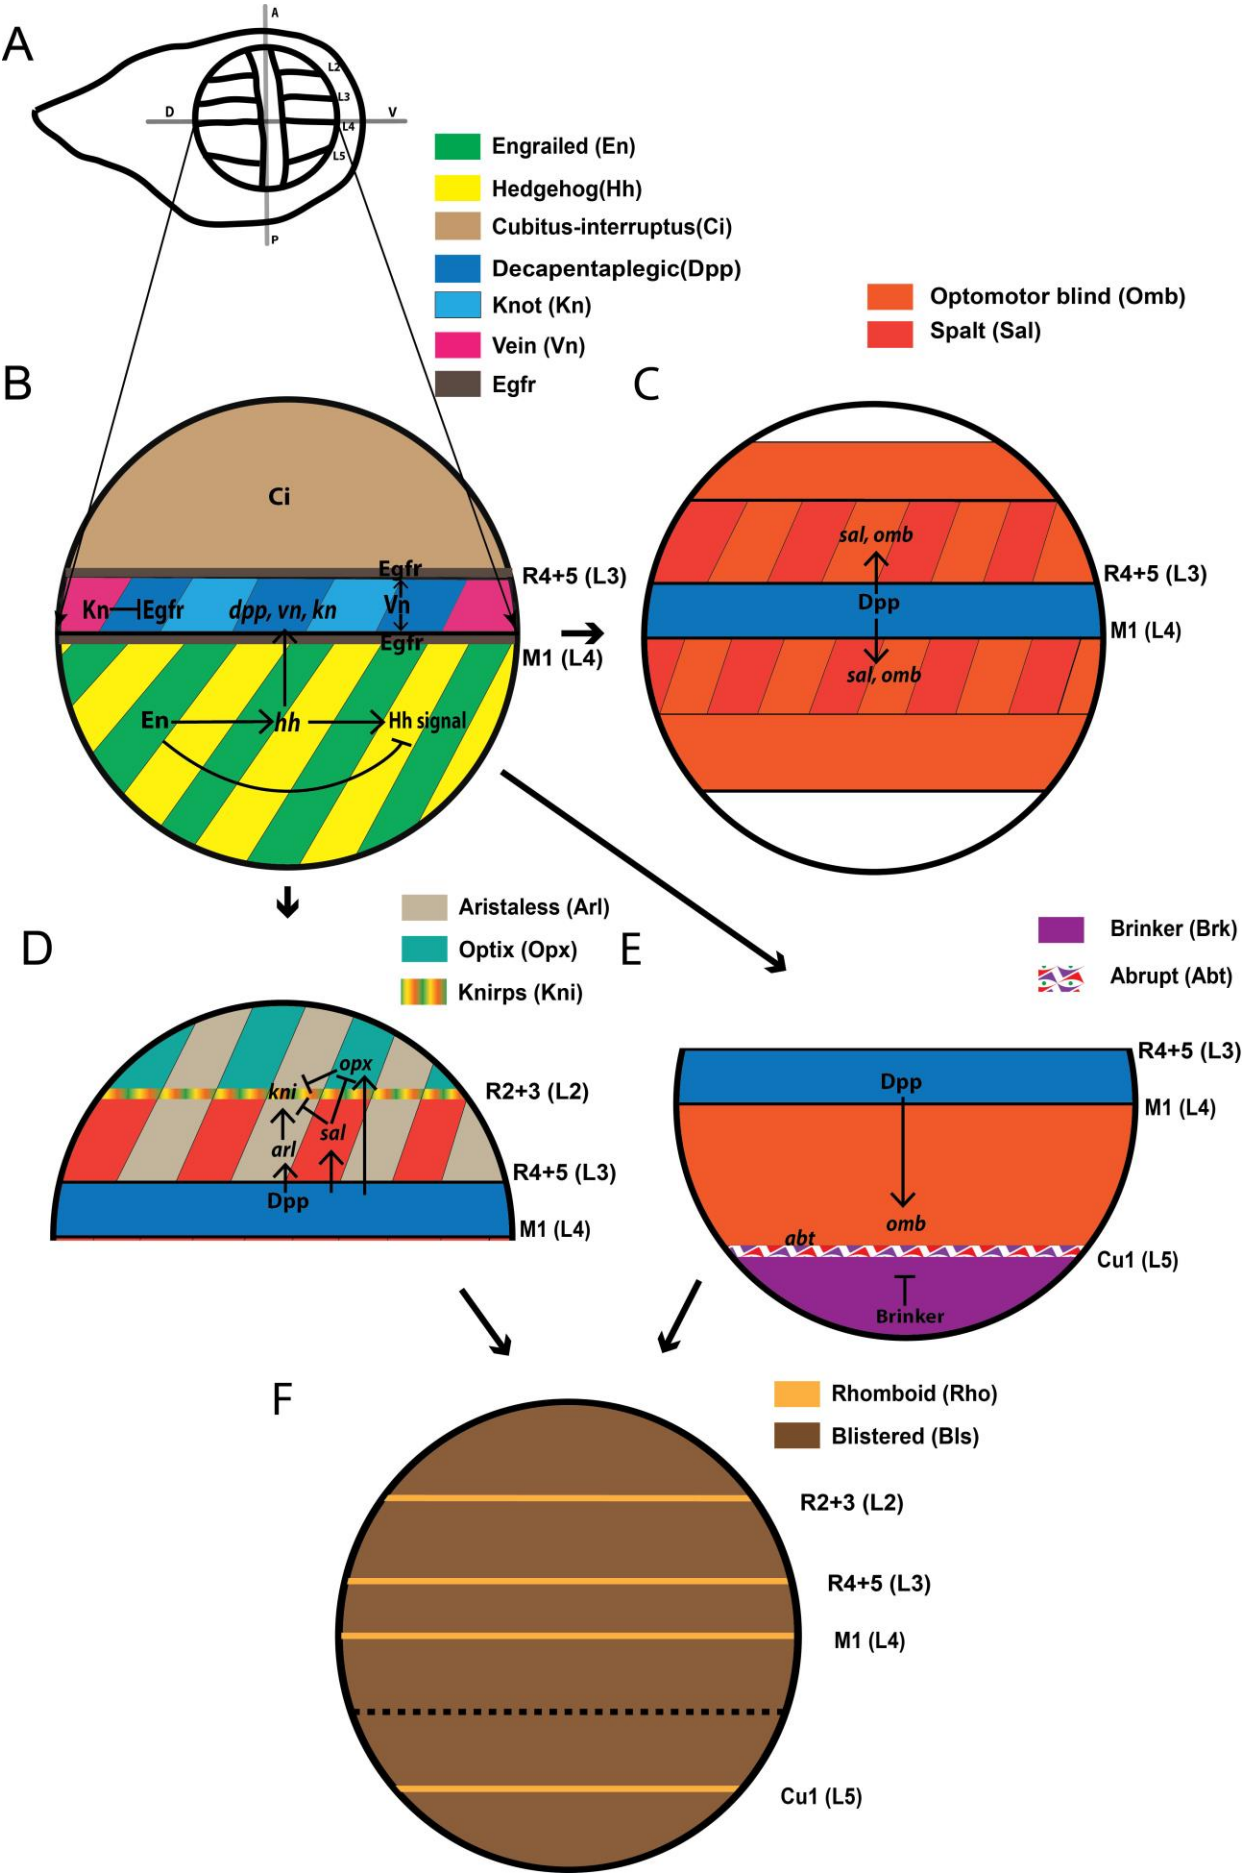 A
A
L2
L3
D
V
L4
L5
P
Engrailed (En)
Hedgehog(Hh)
Cubitus-interruptus(Ci)
Decapentaplegic(Dpp)
Knot (Kn)
Vein (Vn)
Egfr
Optomotor blind (Omb)
Spalt (Sal)
B
Ci
Egfr
R4+5 (L3)
Kn
Egfr
dpp, vn, kn
Vn
Egfr
M1 (L4)
En
hh
Hh signal
C
sal, omb
R4+5 (L3)
Dpp
M1 (L4)
sal, omb
Aristaless (Arl)
Optix (Opx)
Knirps (Kni)
D
opx
kni
R2+3 (L2)
sal
arl
R4+5 (L3)
Dpp
M1 (L4)
E
Brinker (Brk)
Abrupt (Abt)
R4+5 (L3)
Dpp
M1 (L4)
omb
abt
Cu1 (L5)
Brinker
F
Rhomboid (Rho)
Blistered (Bls)
R2+3 (L2)
R4+5 (L3)
M1 (L4)
Cu1 (L5)